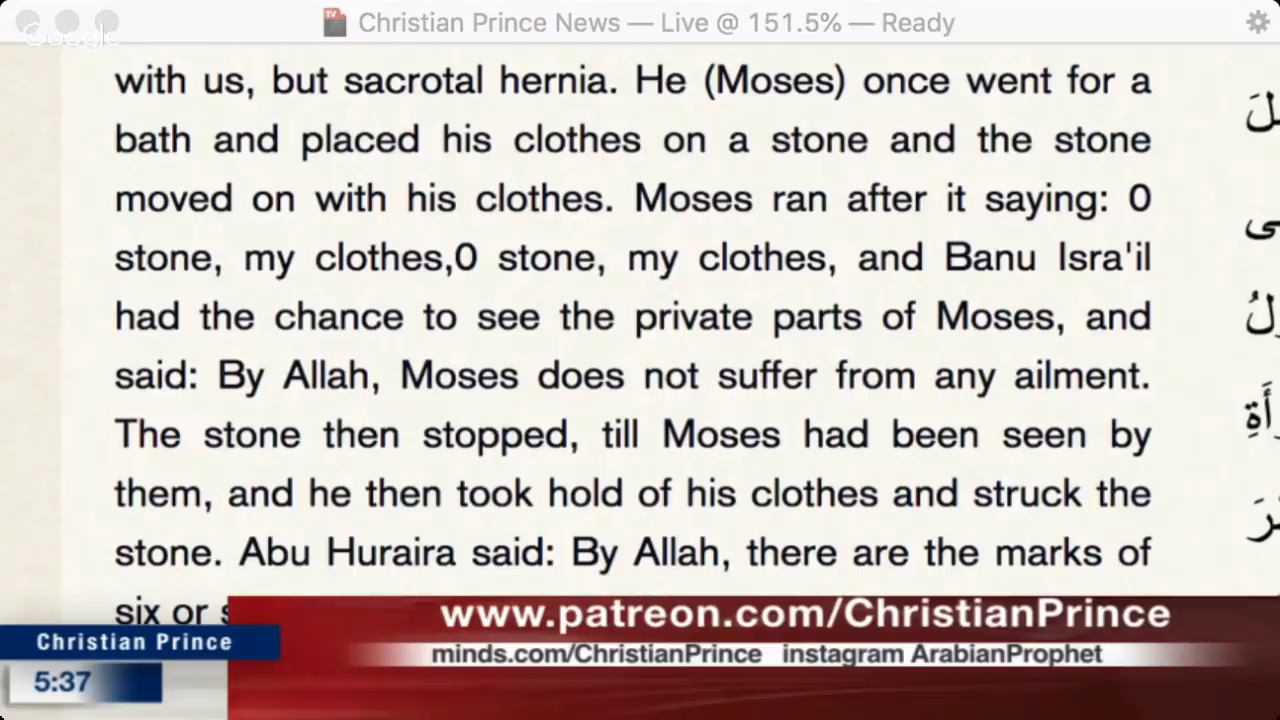 Christian Prince News — Live @ 151.5% — Ready
Google
with us, but sacrotal hernia. He (Moses) once went for a
bath and placed his clothes on a stone and the stone
moved on with his clothes. Moses ran after it saying: 0
stone, my clothes,0 stone, my clothes, and Banu Isra'il
had the chance to see the private parts of Moses, and
said: By Allah, Moses does not suffer from any ailment.
The stone then stopped, till Moses had been seen by
them, and he then took hold of his clothes and struck the
stone. Abu Huraira said: By Allah, there are the marks of
six or
www.patreon.com/ChristianPrince
Christian Prince
minds.com/ChristianPrince instagram ArabianProphet
5:37